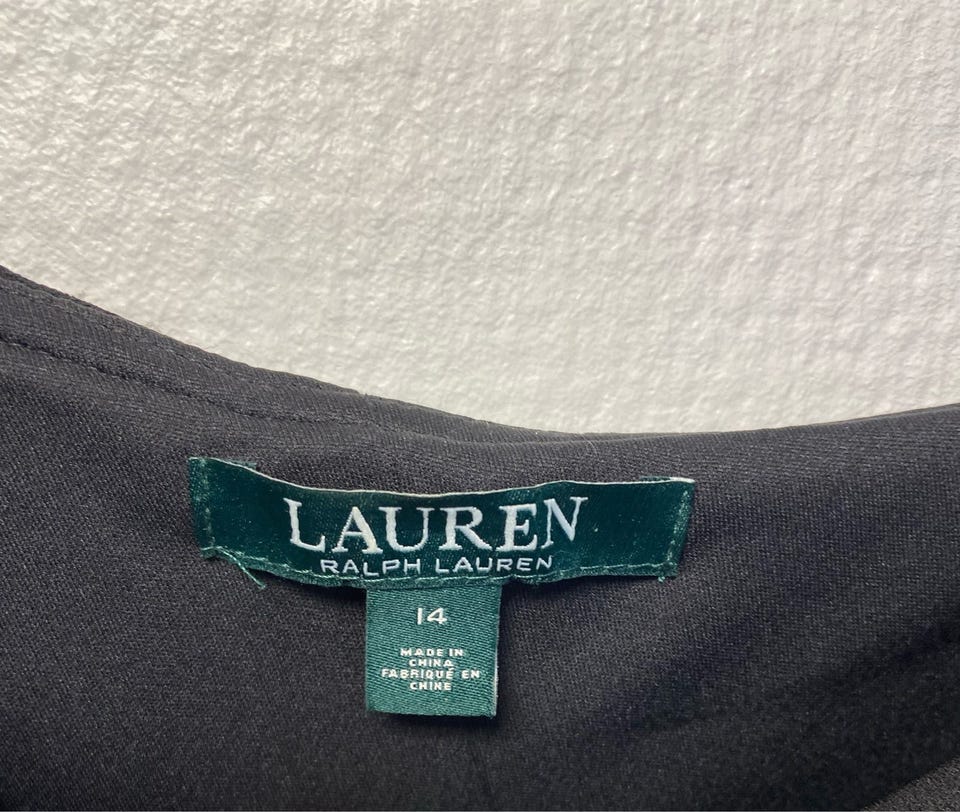 LAUREN
RALPH LAUREN
14
MADE IN
CHINA
FABRIQUÉ EN
CHINE